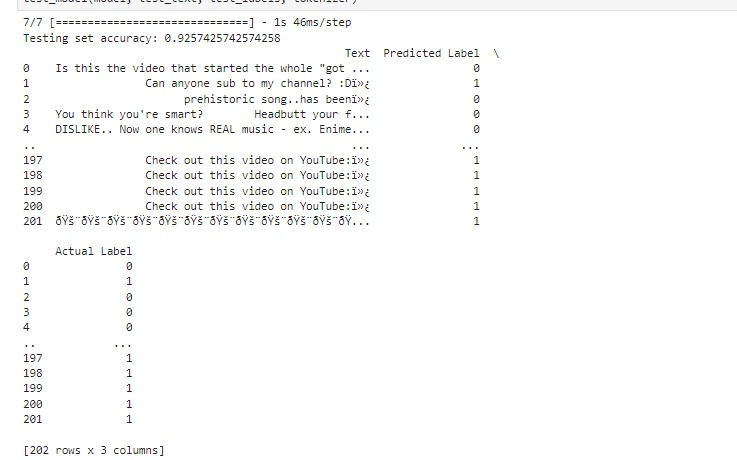 7/7 [==============================] - 1s 46ms/step
Testing set accuracy: 0.9257425742574258
Text Predicted Label \
0 Is this the video that started the whole "got ... 0
1 Can anyone sub to my channel? :Dï»¿ 1
2 prehistoric song..has beenï»¿ 0
3 You think you're smart? Headbutt your f... 0
4 DISLIKE.. Now one knows REAL music - ex. Enime... 0
.. ... ...
197 Check out this video on YouTube:ï»¿ 1
198 Check out this video on YouTube:ï»¿ 1
199 Check out this video on YouTube:ï»¿ 1
200 Check out this video on YouTube:ï»¿ 1
201 ðŸš¨ðŸš¨ðŸš¨ðŸš¨ðŸš¨ðŸš¨ðŸš¨ðŸš¨ðŸš¨ðŸ... 1
Actual Label
0 0
1 1
2 0
3 0
4 0
.. ...
197 1
198 1
199 1
200 1
201 1
[202 rows x 3 columns]